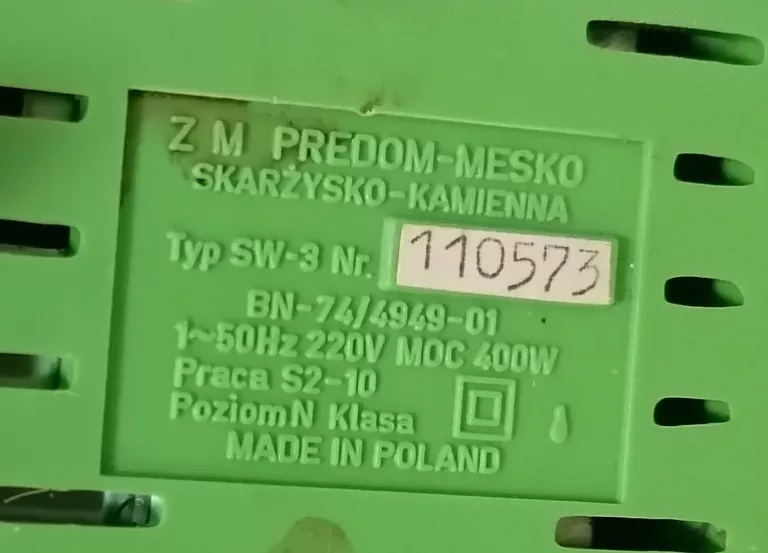 ZM PREDOM-MESKO
SKARŻYSKO-KAMIENNA
Typ SW-3 Nr. 110573
BN-74/4949-01
1~50Hz 220V MOC 400W
Praca S2-10
Poziom N Klasa
MADE IN POLAND